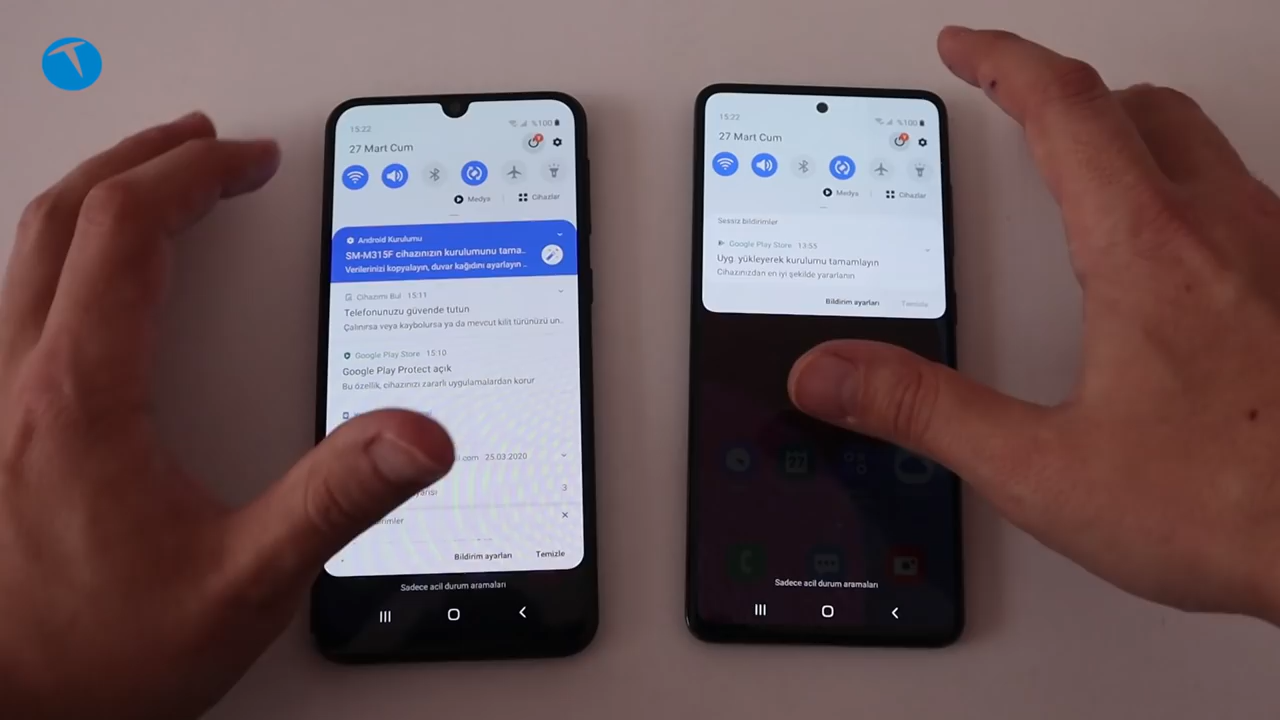 15:22
%100
27 Mart Cum
Medya
Cihazlar
Android Kurulumu
SM-M315F cihazınızın kurulumunu tama..
Verilerinizi kopyalayın, duvar kağıdını ayarlayın ..
Cihazımı Bul 15:11
Telefonunuzu güvende tutun
Çalınırsa veya kaybolursa ya da mevcut kilit türünüzü un..
Google Play Store 15:10
Google Play Protect açık
Bu özellik, cihazınızı zararlı uygulamalardan korur
.com 25.03.2020
3
Bildirim ayarları
Temizle
Sadece acil durum aramaları
15:22
%100
27 Mart Cum
Medya
Cihazlar
Sessiz bildirimler
Google Play Store 13:53
Uyg. yükleyerek kurulumu tamamlayın
Cihazınızdan en iyi şekilde yararlanın
Bildirim ayarları
Temizle
27
Sadece acil durum aramaları